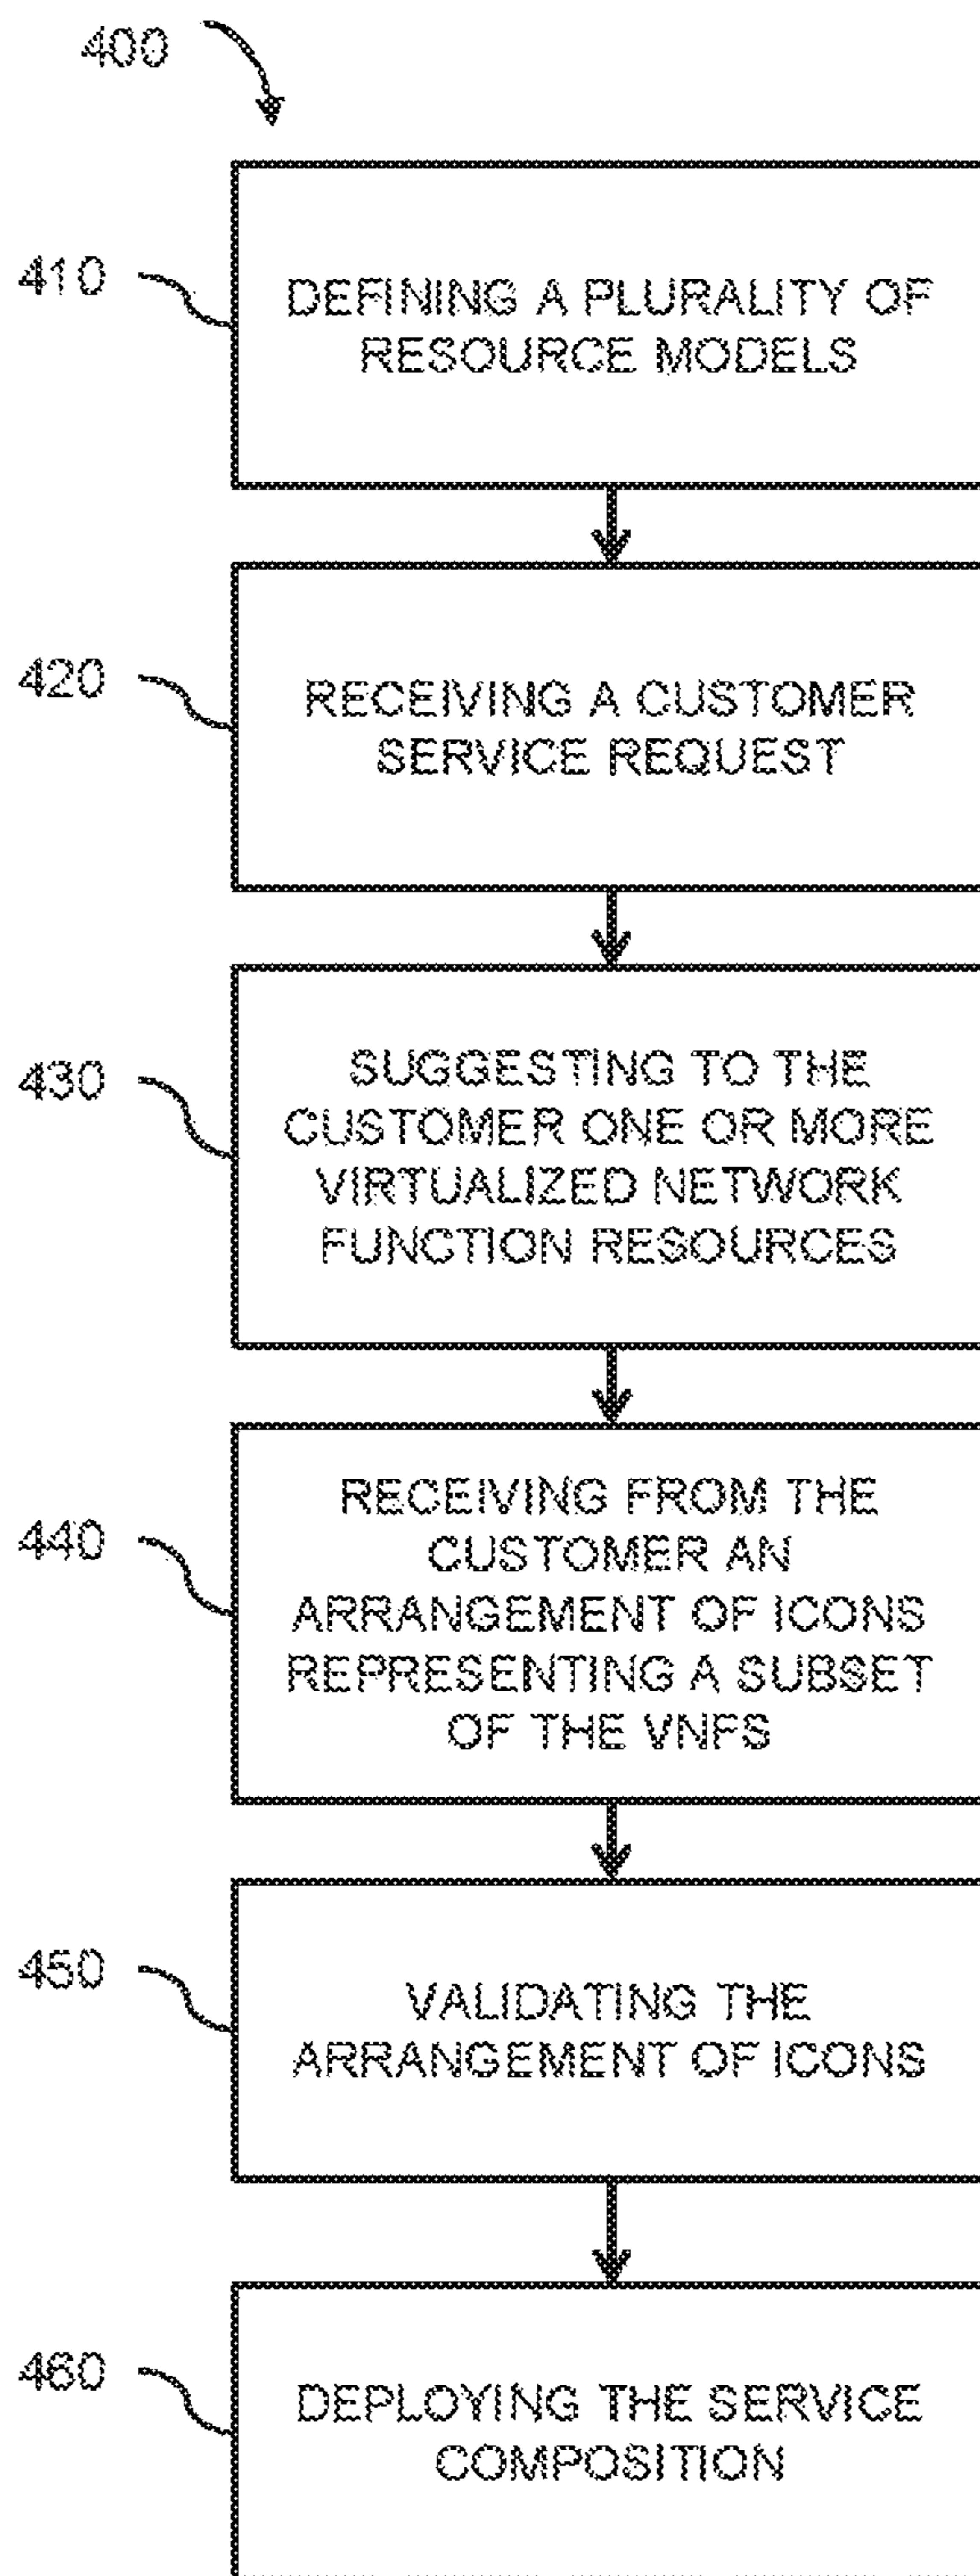 400
410
DEFINING A PLURALITY OF
RESOURCE MODELS
420
RECEIVING A CUSTOMER
SERVICE REQUEST
430
SUGGESTING TO THE
CUSTOMER ONE OR MORE
VIRTUALIZED NETWORK
FUNCTION RESOURCES
440
RECEIVING FROM THE
CUSTOMER AN
ARRANGEMENT OF ICONS
REPRESENTING A SUBSET
OF THE VNFS
450
VALIDATING THE
ARRANGEMENT OF ICONS
460
DEPLOYING THE SERVICE
COMPOSITION